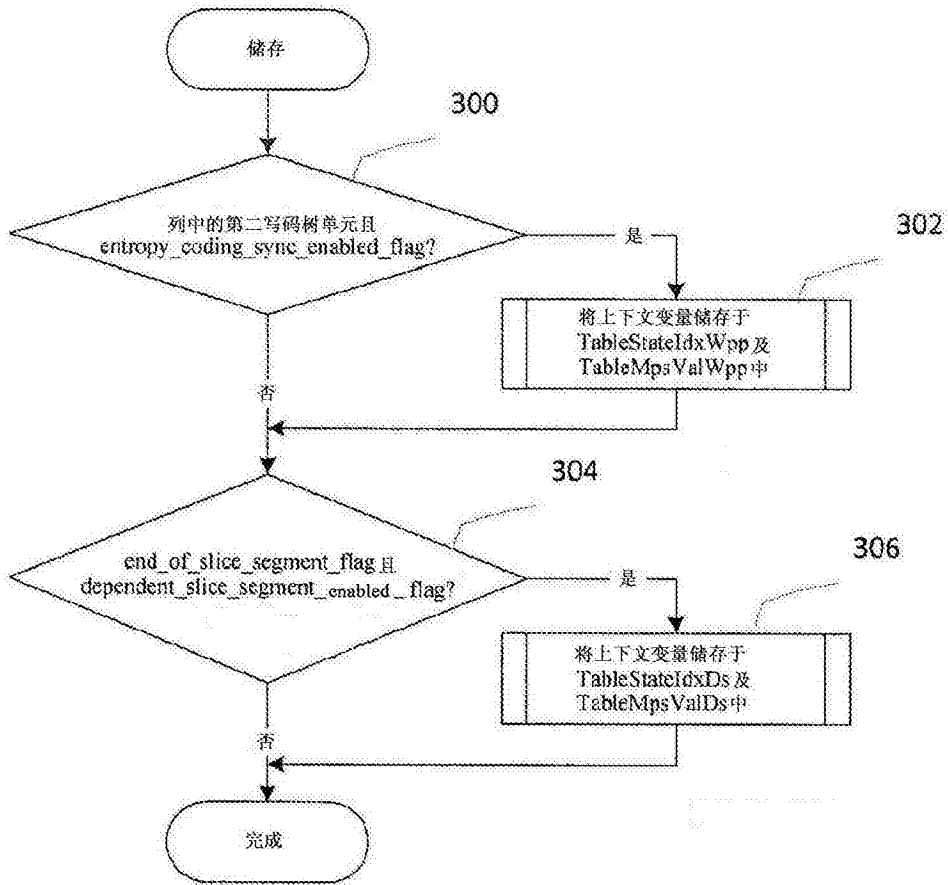 储存
300
列中的第二写码树单元且
entropy_coding_sync_enabled_flag?
是
302
将上下文变量储存于
TableStateIdxWpp及
TableMpsValWpp中
否
304
end_of_slice_segment_flag且
dependent_slice_segment_enabled_flag?
是
306
将上下文变量储存于
TableStateIdxDs及
TableMpsValDs中
否
完成